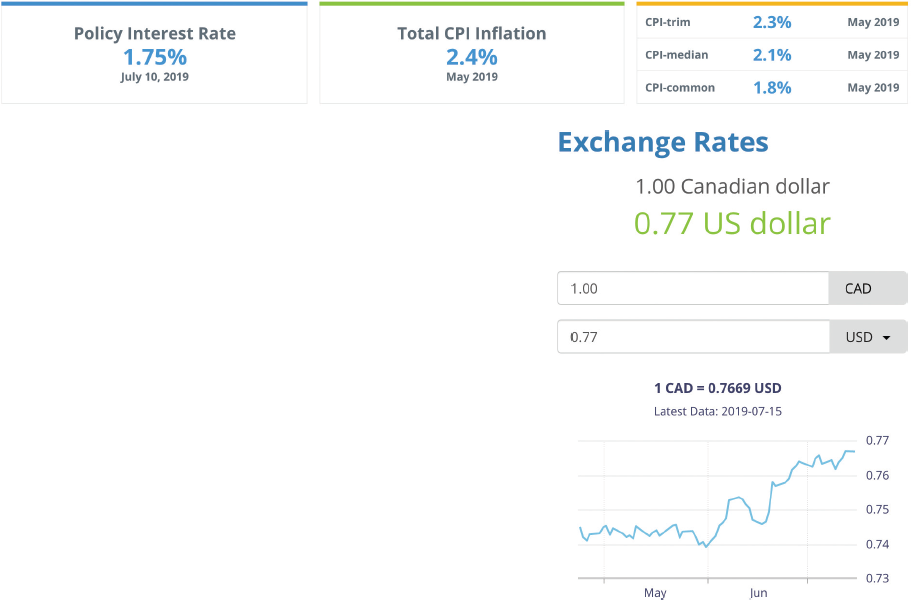 Policy Interest Rate
1.75%
July 10, 2019
Total CPI Inflation
2.4%
May 2019
CPI-trim 2.3% May 2019
CPI-median 2.1% May 2019
CPI-common 1.8% May 2019
Exchange Rates
1.00 Canadian dollar
0.77 US dollar
1.00 CAD
0.77 USD
1 CAD = 0.7669 USD
Latest Data: 2019-07-15
0.77
0.76
0.75
0.74
0.73
May Jun